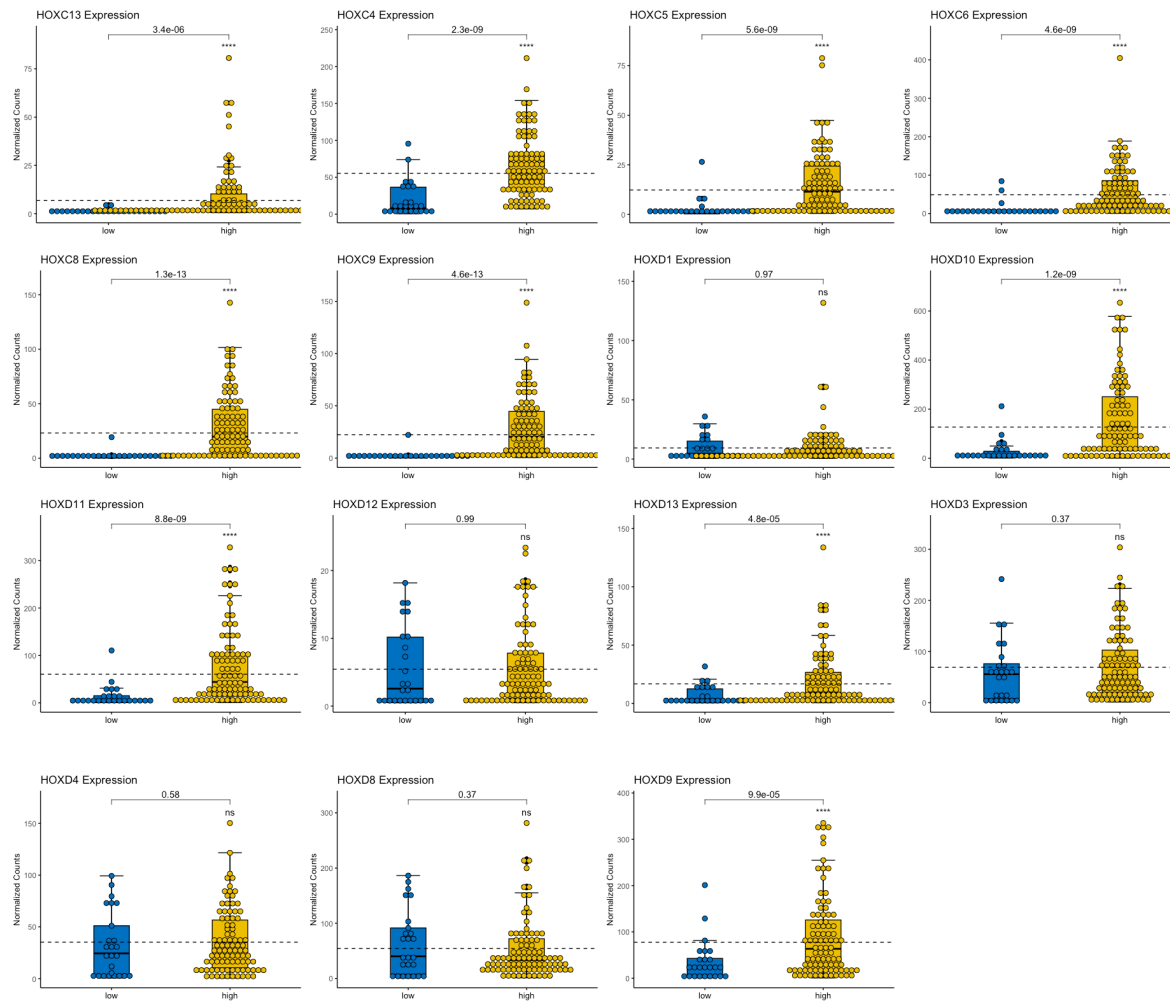 HOXC13 Expression
HOXC4 Expression
HOXC5 Expression
HOXC6 Expression
3.4e-06
2.3e-09
5.6e-09
4.6e-09
****
****
****
****
Normalized Counts
75
50
25
0
Normalized Counts
250
200
150
100
50
0
Normalized Counts
75
50
25
0
Normalized Counts
400
300
200
100
0
low high
low high
low high
low high
HOXC8 Expression
HOXC9 Expression
HOXD1 Expression
HOXD10 Expression
1.3e-13
4.6e-13
0.97
1.2e-09
****
****
ns
****
Normalized Counts
150
100
50
0
Normalized Counts
150
100
50
0
Normalized Counts
150
100
50
0
Normalized Counts
600
400
200
0
low high
low high
low high
low high
HOXD11 Expression
HOXD12 Expression
HOXD13 Expression
HOXD3 Expression
8.8e-09
0.99
4.8e-05
0.37
****
ns
****
ns
Normalized Counts
300
200
100
0
Normalized Counts
20
10
0
Normalized Counts
150
100
50
0
Normalized Counts
300
200
100
0
low high
low high
low high
low high
HOXD4 Expression
HOXD8 Expression
HOXD9 Expression
0.58
0.37
9.9e-05
ns
ns
****
Normalized Counts
150
100
50
0
Normalized Counts
300
200
100
0
Normalized Counts
400
300
200
100
0
low high
low high
low high